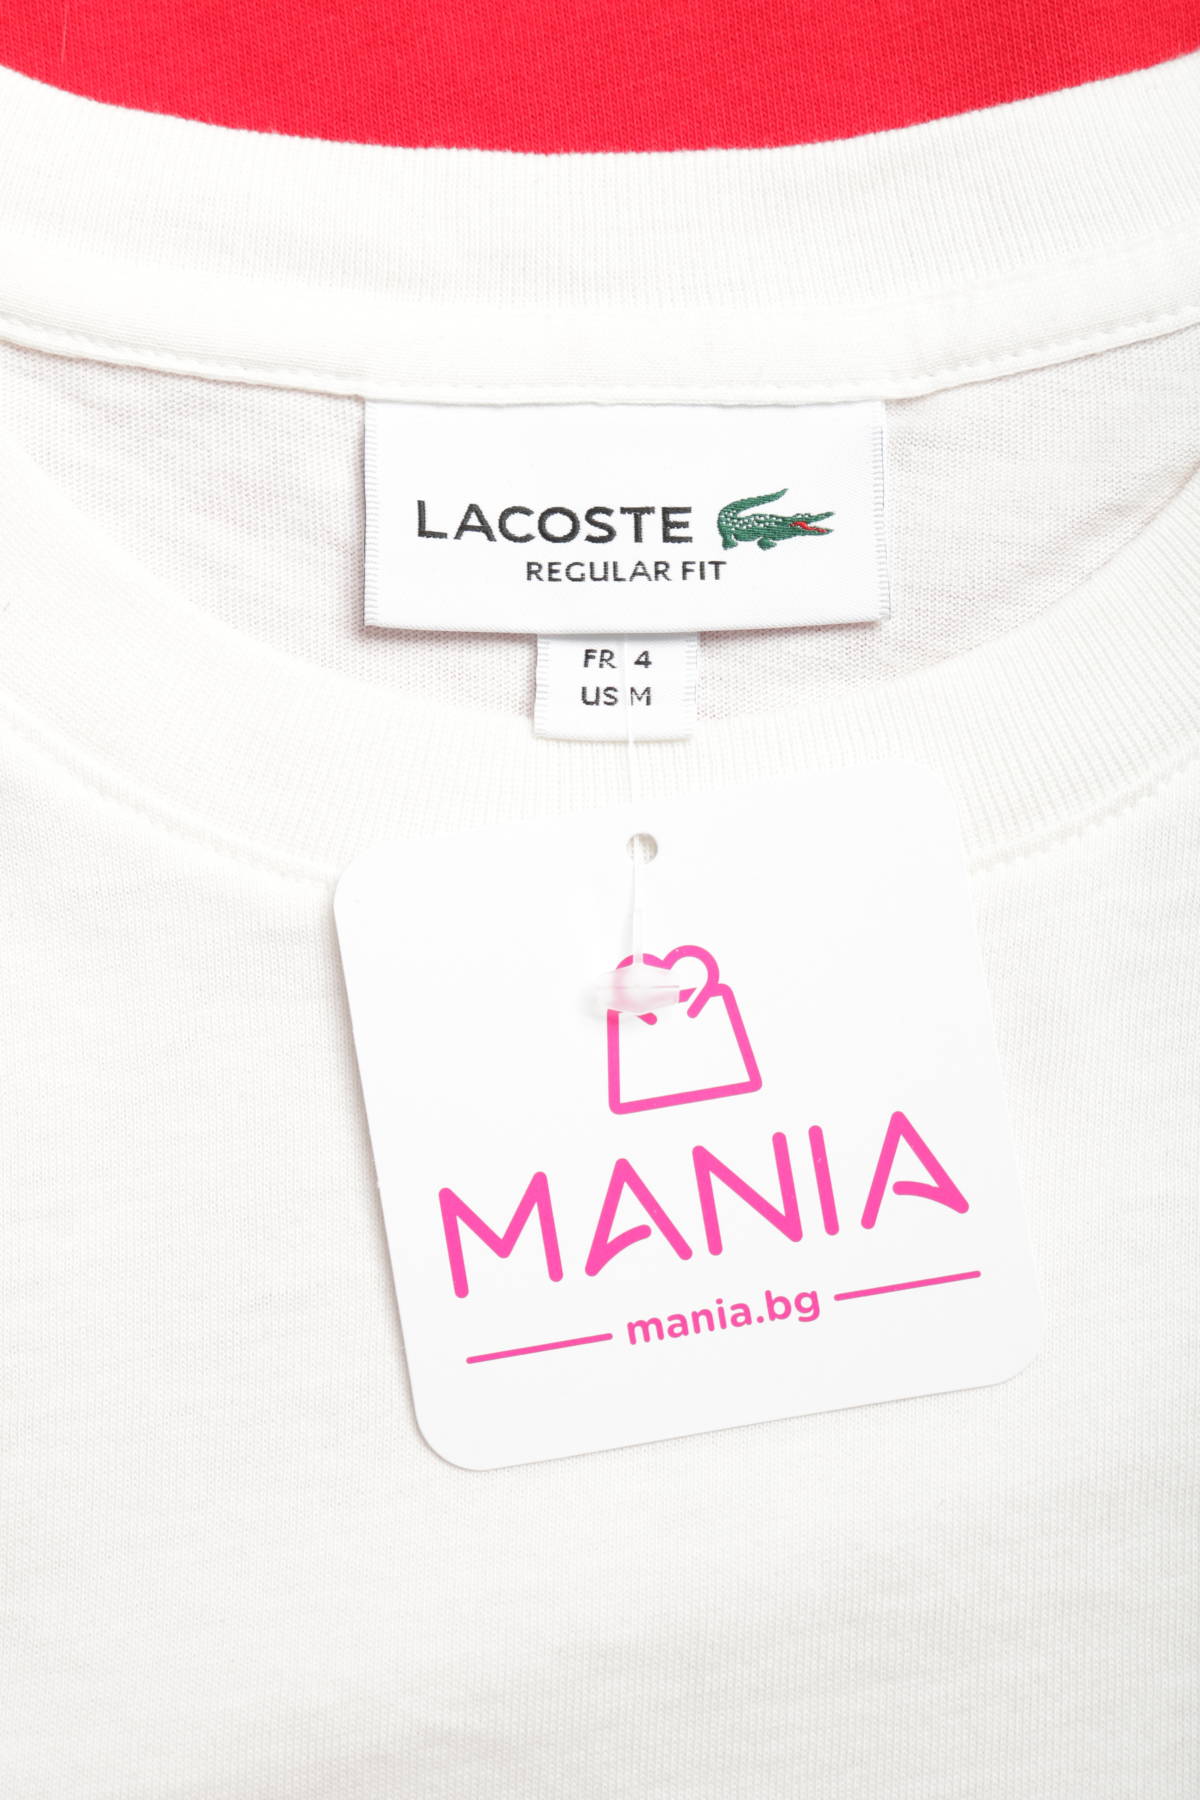 LACOSTE
REGULAR FIT
FR 4
US M
MANIA
mania.bg